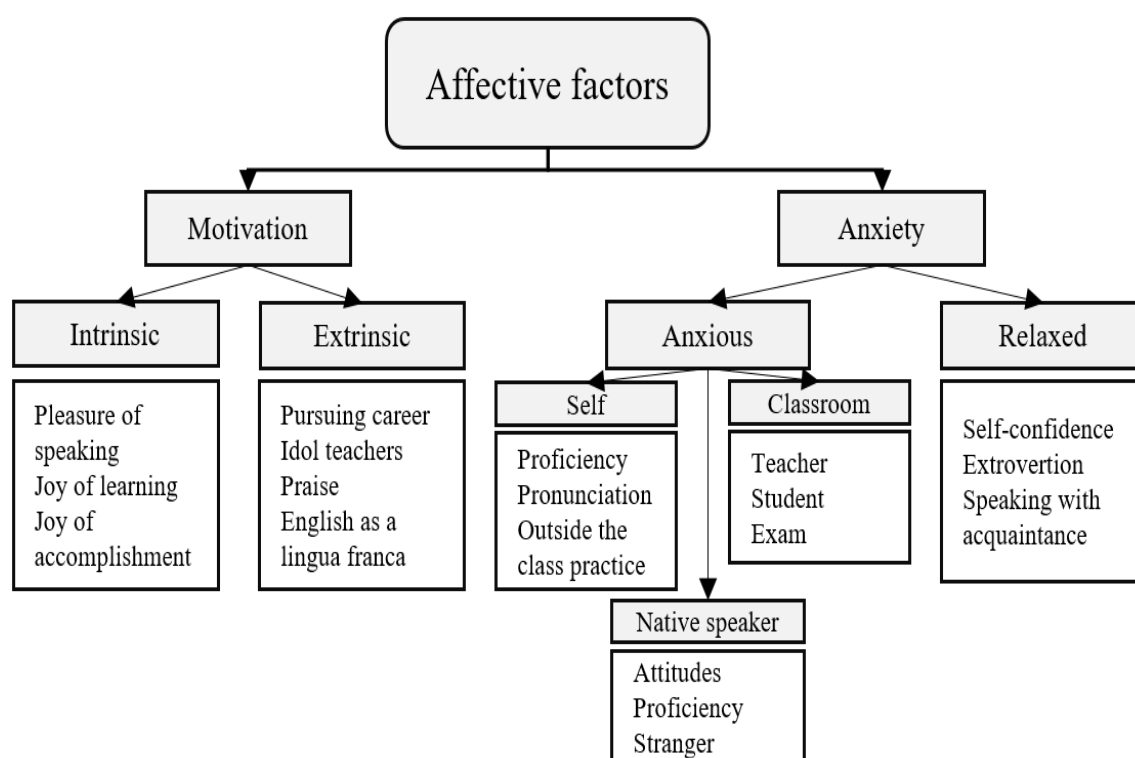 Affective factors
Motivation
Anxiety
Intrinsic
Extrinsic
Anxious
Relaxed
Pleasure of
speaking
Joy of learning
Joy of
accomplishment
Pursuing career
Idol teachers
Praise
English as a
lingua franca
Self
Proficiency
Pronunciation
Outside the
class practice
Classroom
Teacher
Student
Exam
Self-confidence
Extrovertion
Speaking with
acquaintance
Native speaker
Attitudes
Proficiency
Stranger